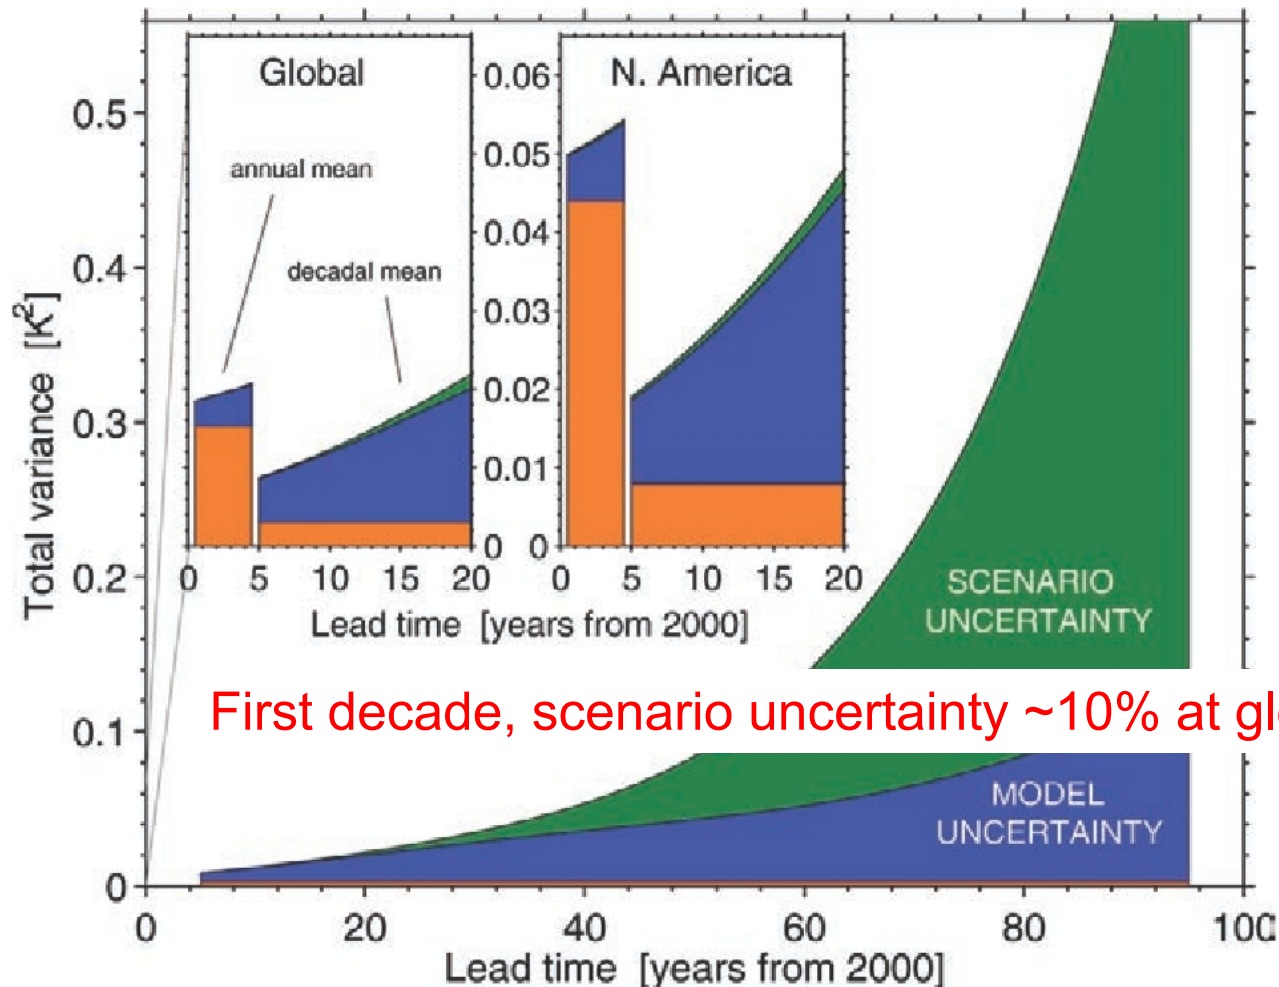 Global
N. America
annual mean
decadal mean
0.06
0.05
0.04
0.03
0.02
0.01
0
0
0 5 10 15 20
0 5 10 15 20
Lead time [years from 2000]
Total variance [K²]
0.5
0.4
0.3
0.2
0.1
0
SCENARIO
UNCERTAINTY
First decade, scenario uncertainty ~10% at
MODEL
UNCERTAINTY
0 20 40 60 80 100
Lead time [years from 2000]